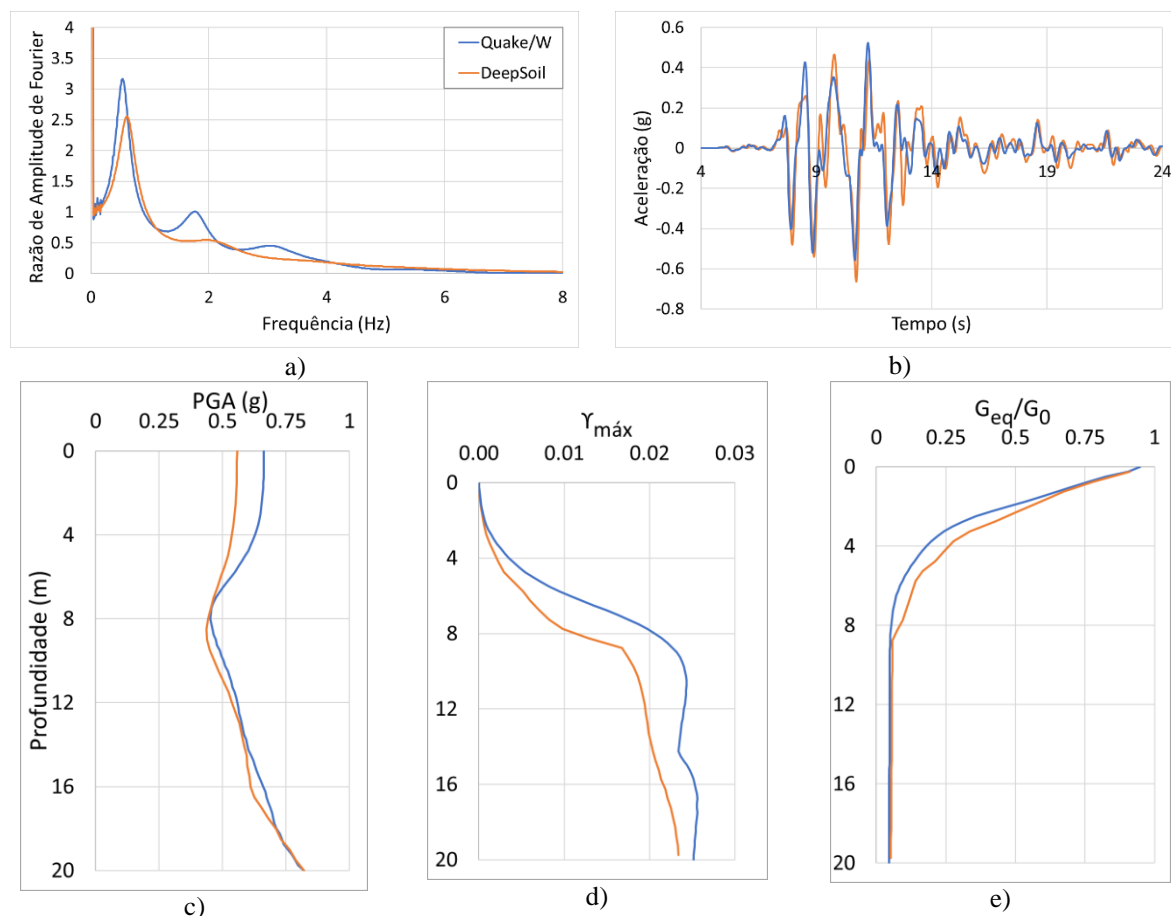 4
3.5
3
2.5
2
1.5
1
0.5
0
Razão de Amplitude de Fourier
Quake/W
DeepSoil
0 2 4 6 8
Frequência (Hz)
a)
0.6
0.4
0.2
0
-0.2
-0.4
-0.6
-0.8
Aceleração (g)
4 9 14 19 24
Tempo (s)
b)
PGA (g)
0 0.25 0.5 0.75 1
0
4
8
12
16
20
Profundidade (m)
c)
ϒmáx
0.00 0.01 0.02 0.03
0
4
8
12
16
20
d)
Geq/G0
0 0.25 0.5 0.75 1
0
4
8
12
16
20
e)